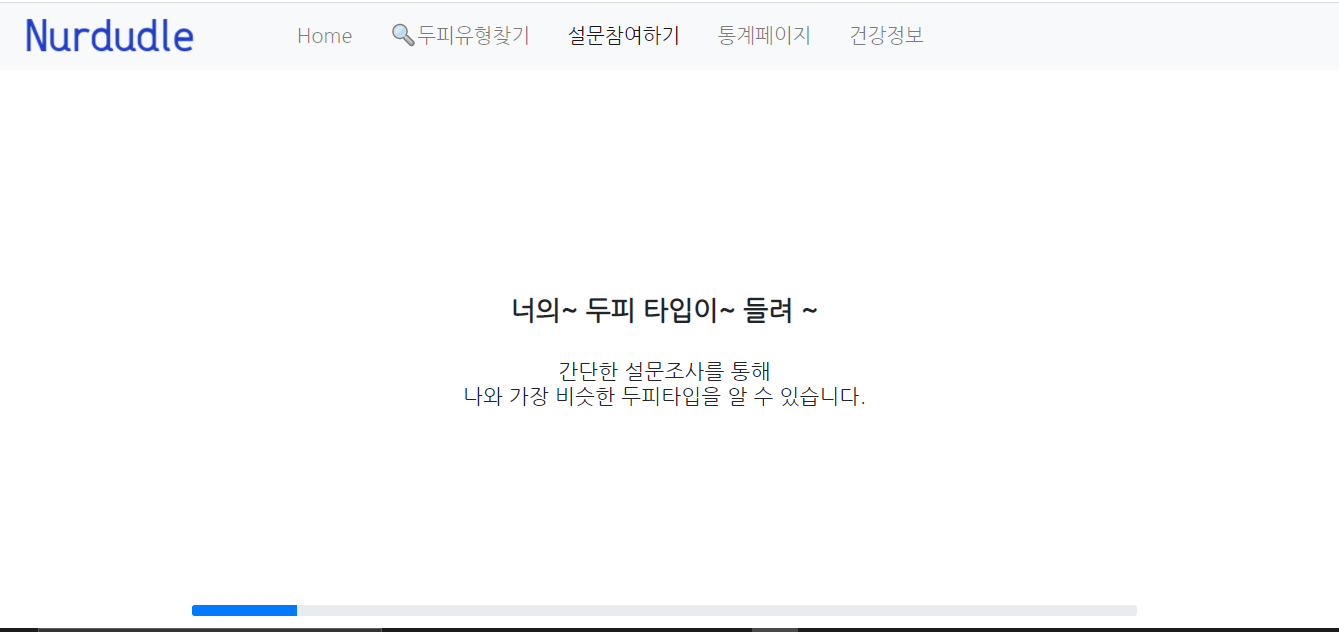 Nurdudle
Home 🔍두피유형찾기 설문참여하기 통계페이지 건강정보
너의~ 두피 타입이~ 들려 ~
간단한 설문조사를 통해
나와 가장 비슷한 두피타입을 알 수 있습니다.